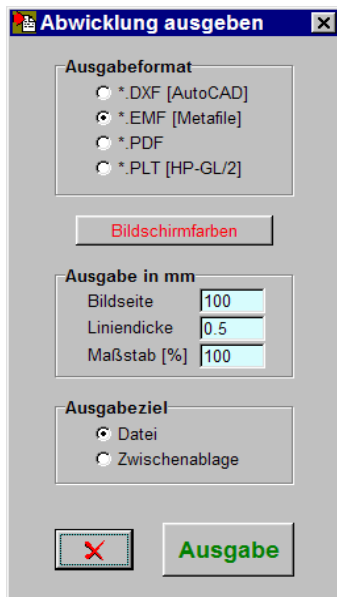 Abwicklung ausgeben
Ausgabeformat
*.DXF [AutoCAD]
*.EMF [Metafile]
*.PDF
*.PLT [HP-GL/2]
Bildschirmfarben
Ausgabe in mm
Bildseite 100
Liniendicke 0.5
Maßstab [%] 100
Ausgabeziel
Datei
Zwischenablage
Ausgabe